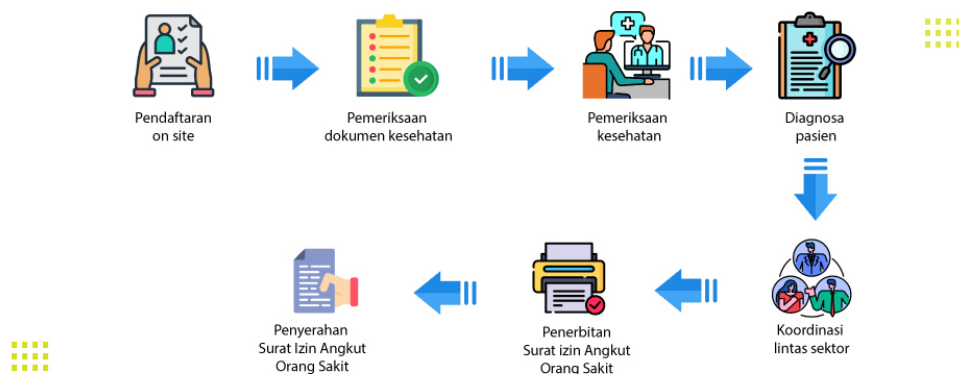 Pendaftaran
on site
Pemeriksaan
dokumen kesehatan
Pemeriksaan
kesehatan
Diagnosa
pasien
Koordinasi
lintas sektor
Penerbitan
Surat izin Angkut
Orang Sakit
Penyerahan
Surat Izin Angkut
Orang Sakit